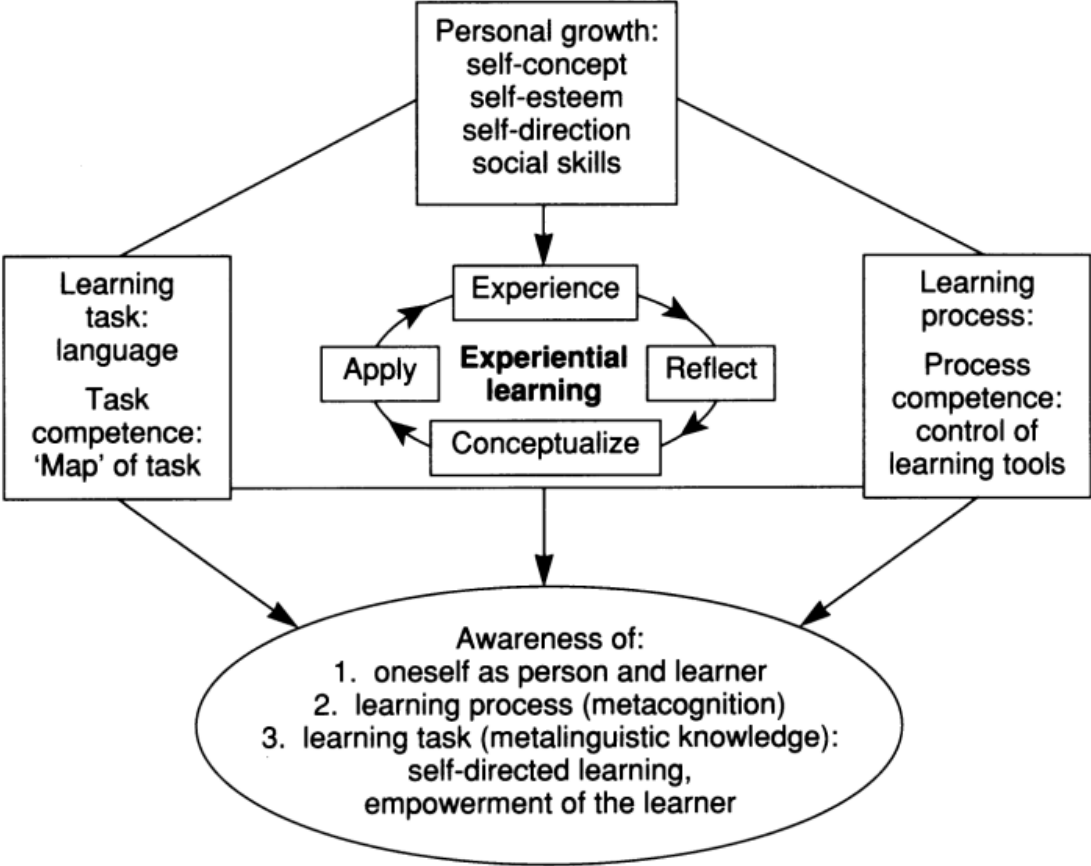 Personal growth:
self-concept
self-esteem
self-direction
social skills
Learning
task:
language
Task
competence:
‘Map’ of task
Experience
Apply
Experiential
learning
Reflect
Conceptualize
Learning
process:
Process
competence:
control of
learning tools
Awareness of:
1. oneself as person and learner
2. learning process (metacognition)
3. learning task (metalinguistic knowledge):
self-directed learning,
empowerment of the learner